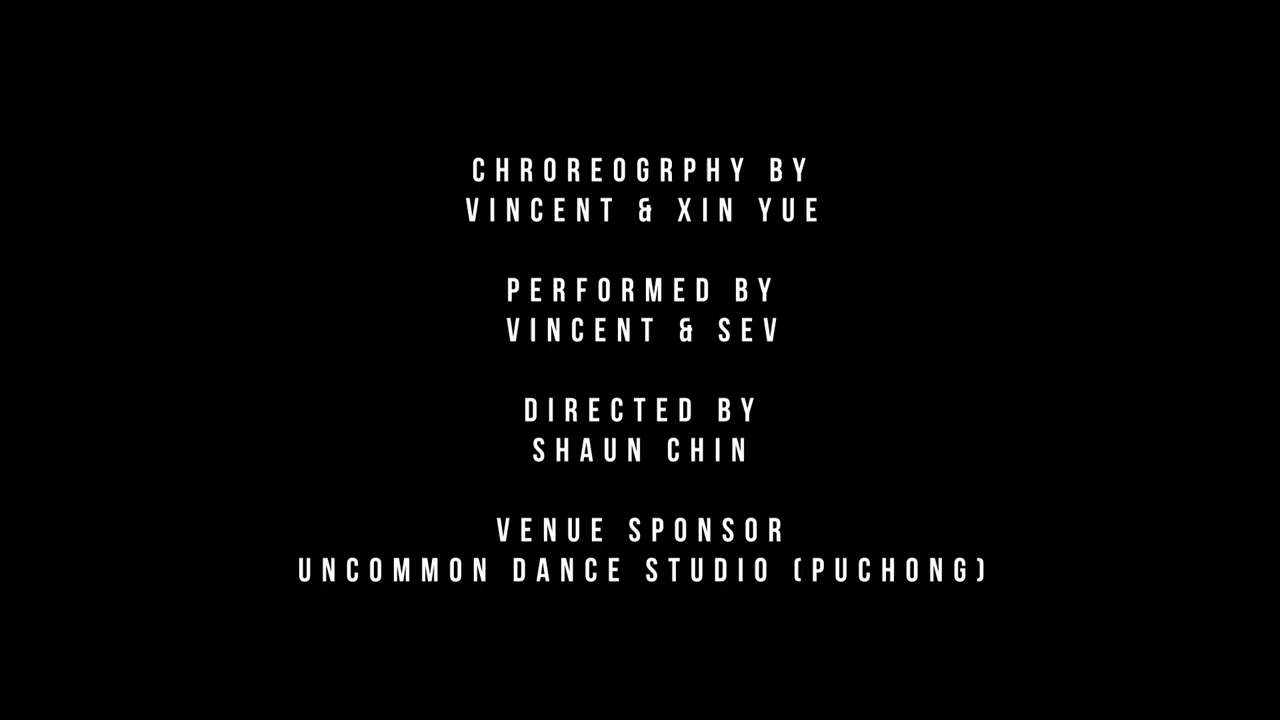 CHROREOGRPHY BY
VINCENT & XIN YUE
PERFORMED BY
VINCENT & SEV
DIRECTED BY
SHAUN CHIN
VENUE SPONSOR
UNCOMMON DANCE STUDIO (PUCHONG)